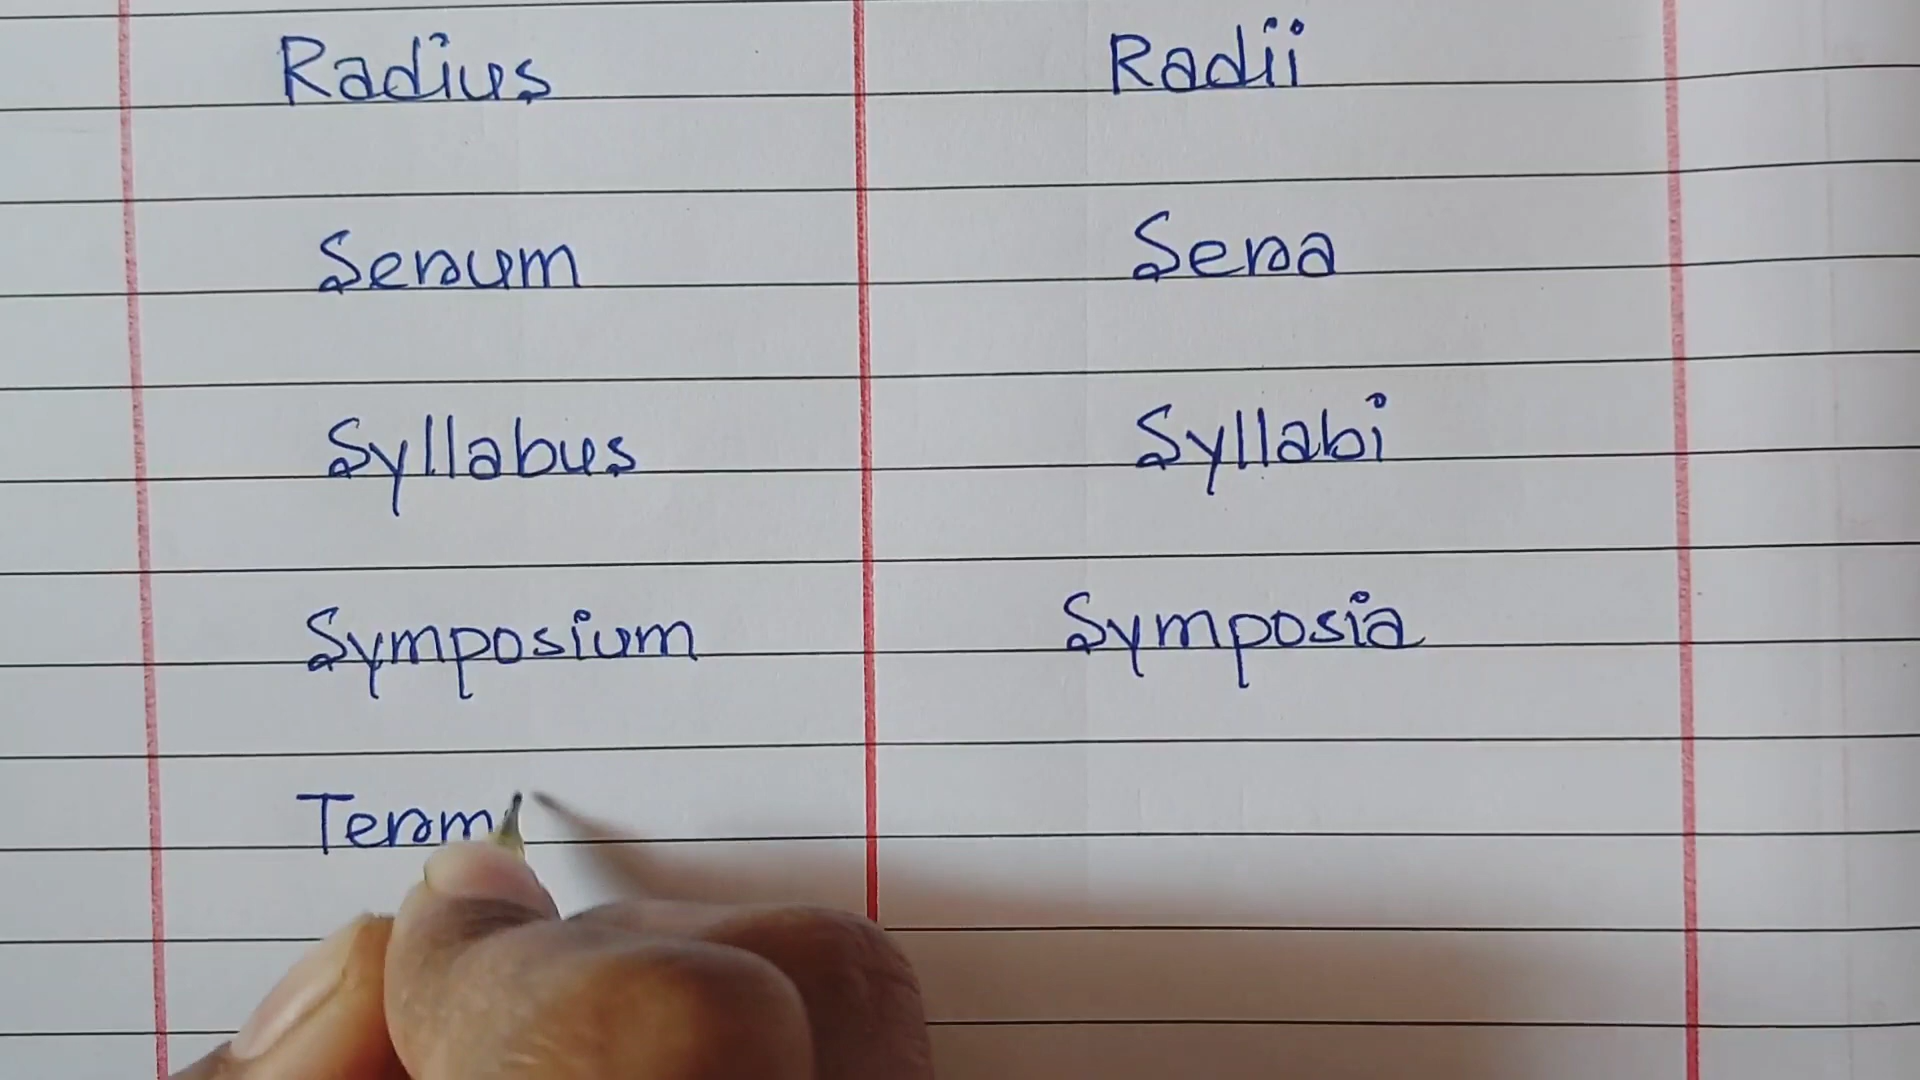 Radius Radii
Serum Sera
Syllabus Syllabi
Symposium Symposia
Term